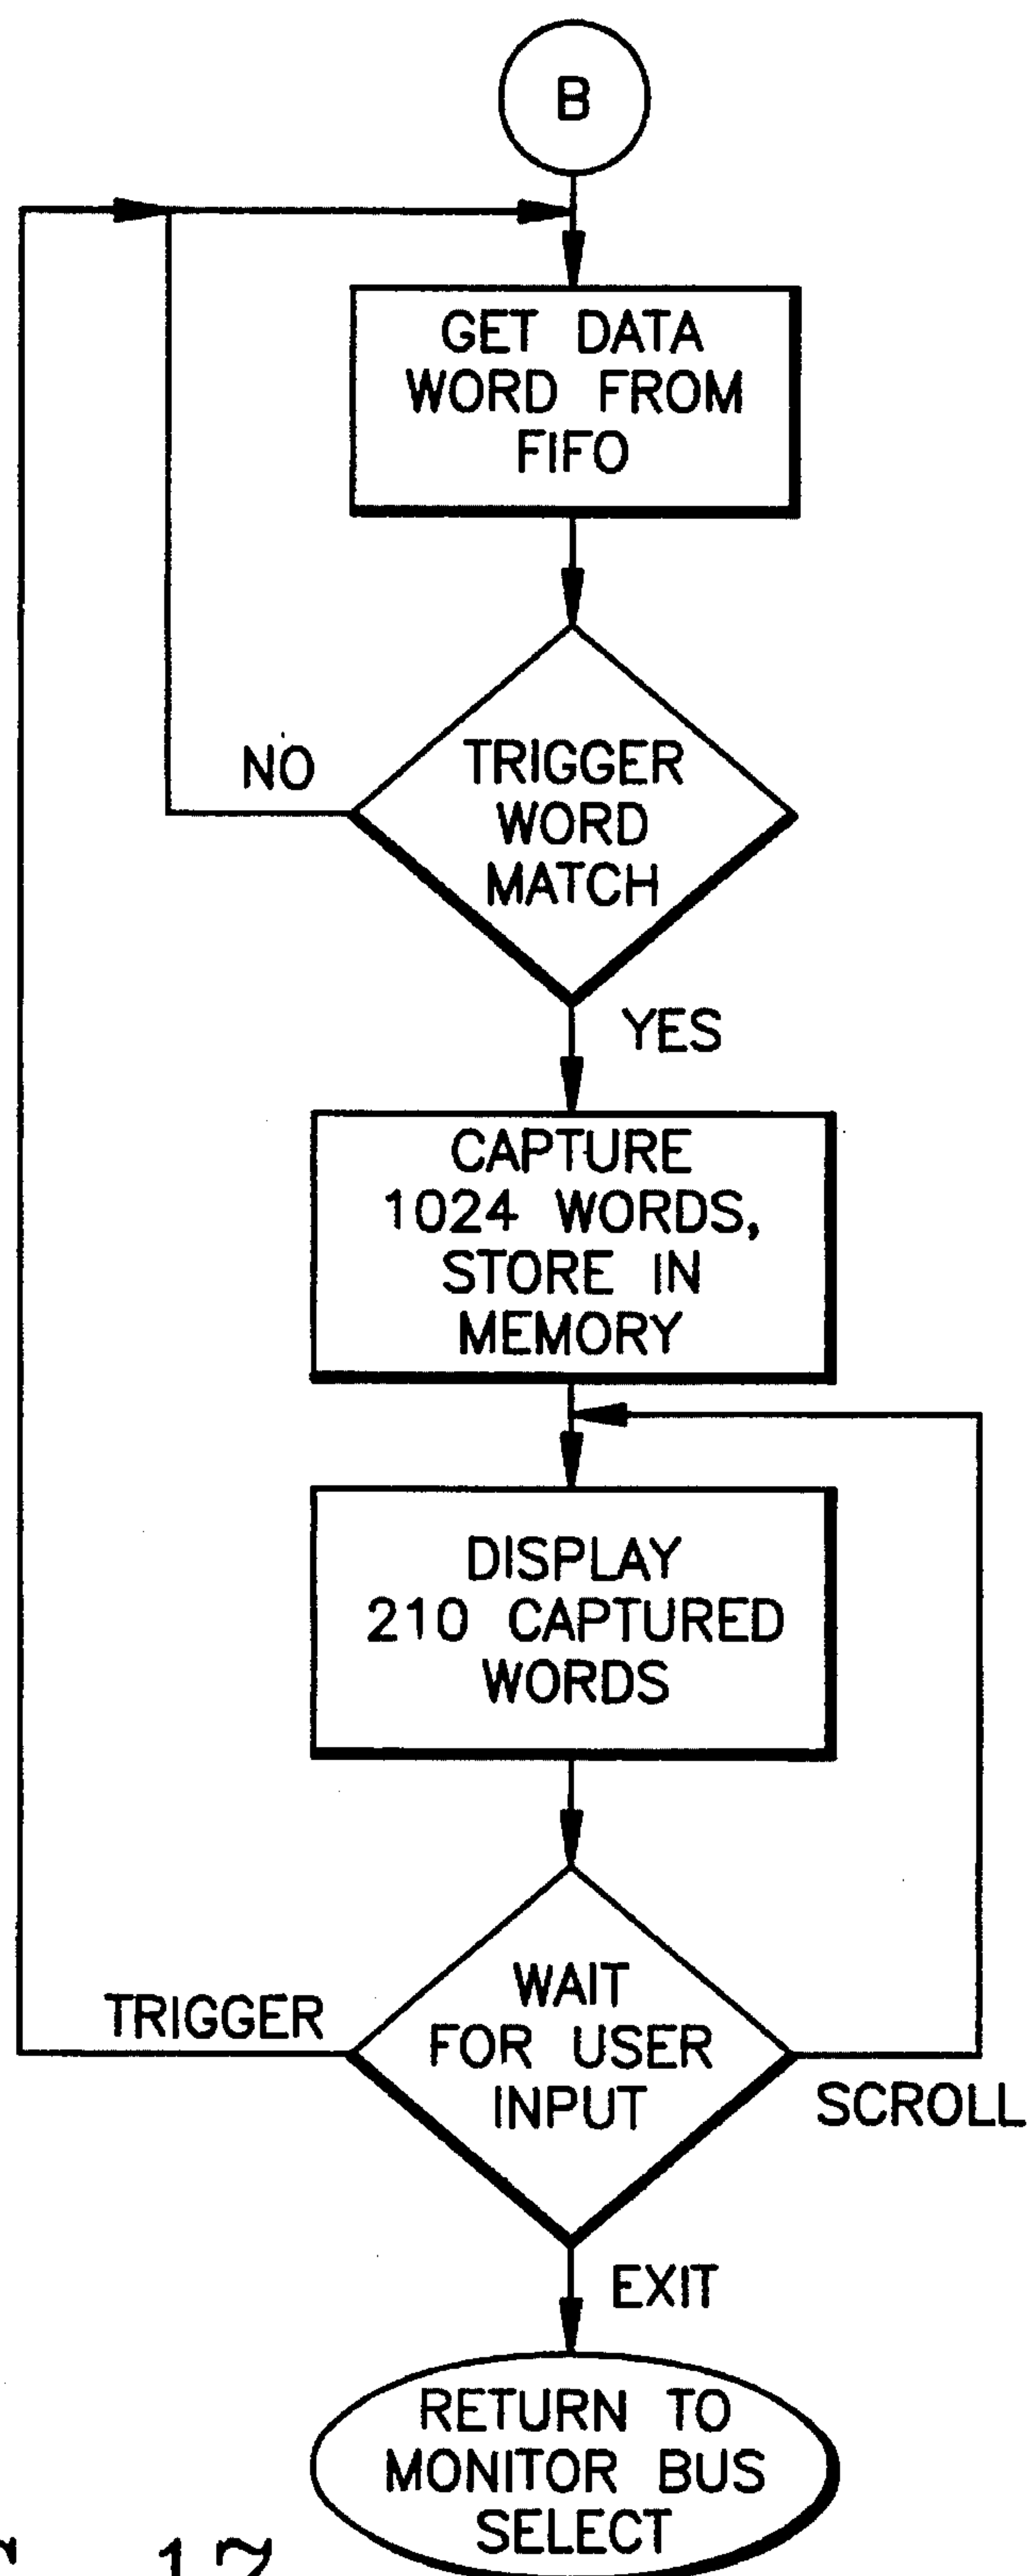 B
GET DATA
WORD FROM
FIFO
NO
TRIGGER
WORD
MATCH
YES
CAPTURE
1024 WORDS,
STORE IN
MEMORY
DISPLAY
210 CAPTURED
WORDS
TRIGGER
WAIT
FOR USER
INPUT
SCROLL
EXIT
RETURN TO
MONITOR BUS
SELECT